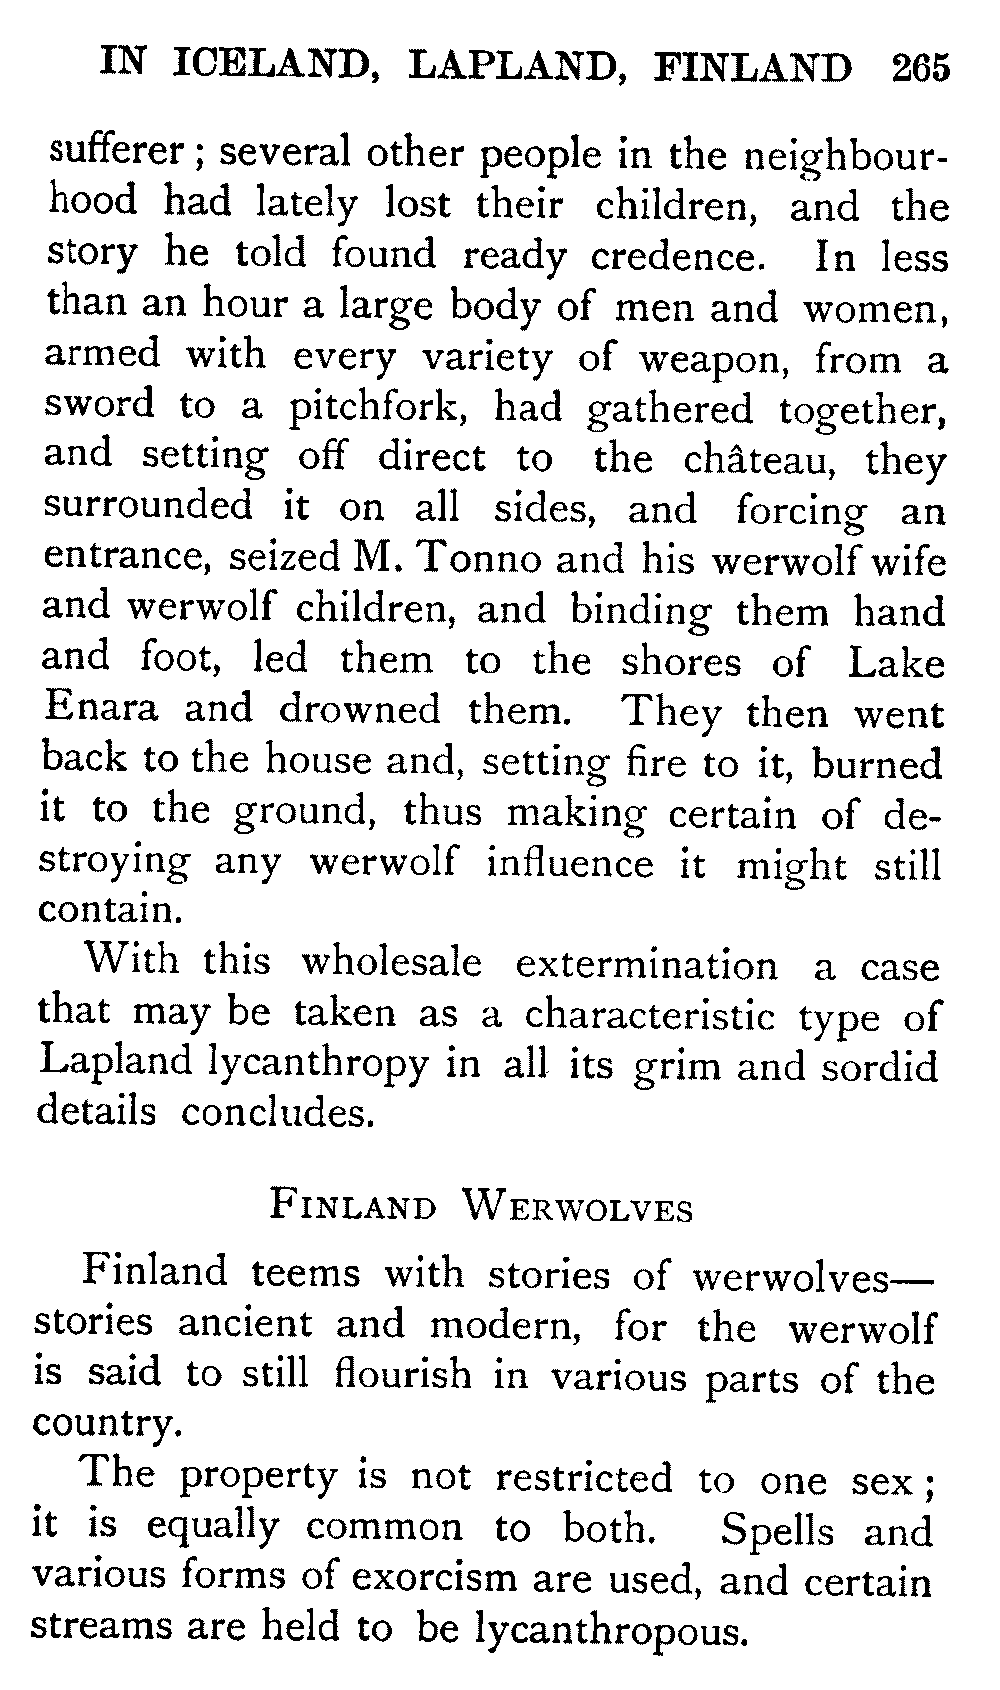 IN ICELAND, LAPLAND, FINLAND 265
sufferer ; several other people in the neighbour-
hood had lately lost their children, and the
story he told found ready credence. In less
than an hour a large body of men and women,
armed with every variety of weapon, from a
sword to a pitchfork, had gathered together,
and setting off direct to the château, they
surrounded it on all sides, and forcing an
entrance, seized M. Tonno and his werwolf wife
and werwolf children, and binding them hand
and foot, led them to the shores of Lake
Enara and drowned them. They then went
back to the house and, setting fire to it, burned
it to the ground, thus making certain of de-
stroying any werwolf influence it might still
contain.
With this wholesale extermination a case
that may be taken as a characteristic type of
Lapland lycanthropy in all its grim and sordid
details concludes.
FINLAND WERWOLVES
Finland teems with stories of werwolves—
stories ancient and modern, for the werwolf
is said to still flourish in various parts of the
country.
The property is not restricted to one sex ;
it is equally common to both. Spells and
various forms of exorcism are used, and certain
streams are held to be lycanthropous.